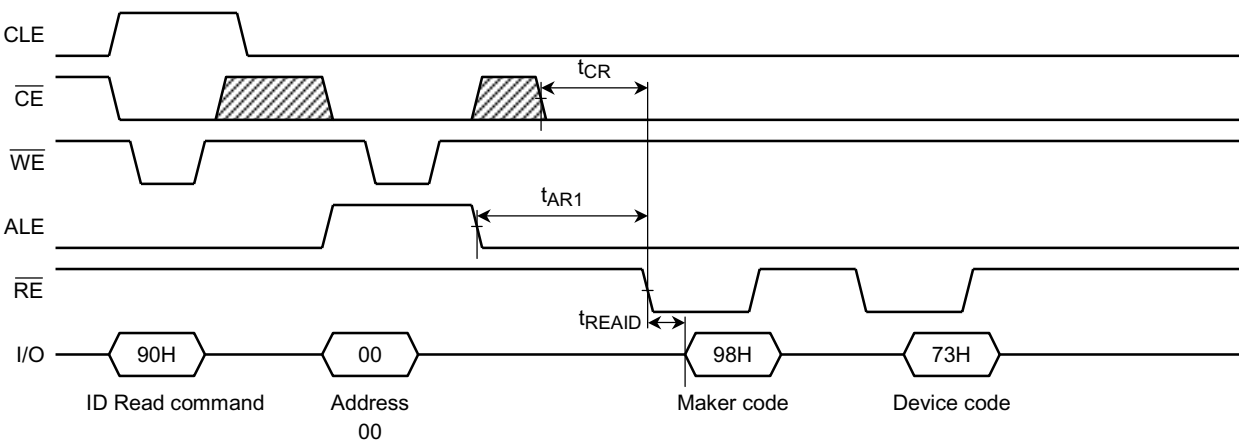 CLE
tCR
CE
WE
tAR1
ALE
RE
tREAID
I/O 90H 00 98H 73H
ID Read command Address Maker code Device code
00